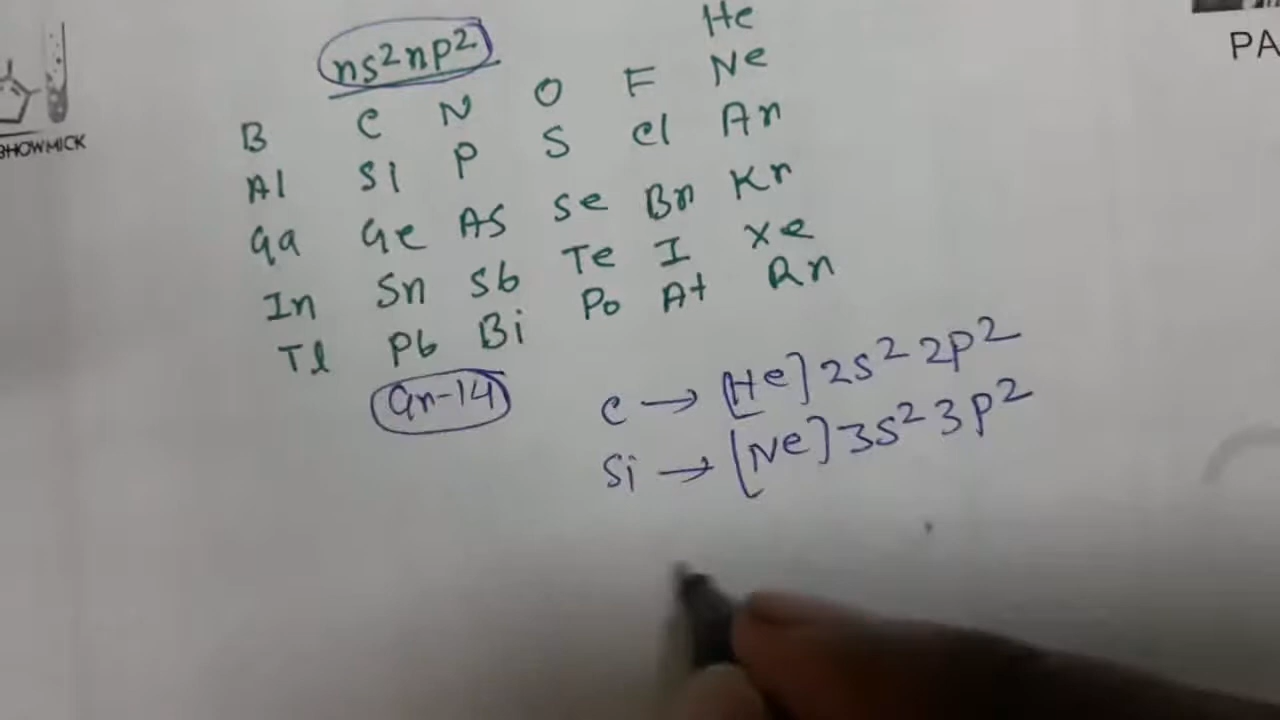 He
ns²np²
B C N O F Ne
Al Si P S Cl Ar
Ga Ge As Se Br Kr
In Sn Sb Te I Xe
Tl Pb Bi Po At Rn
Gr-14
C → [He] 2s² 2p²
Si → [Ne] 3s² 3p²
BHOWMICK
PA